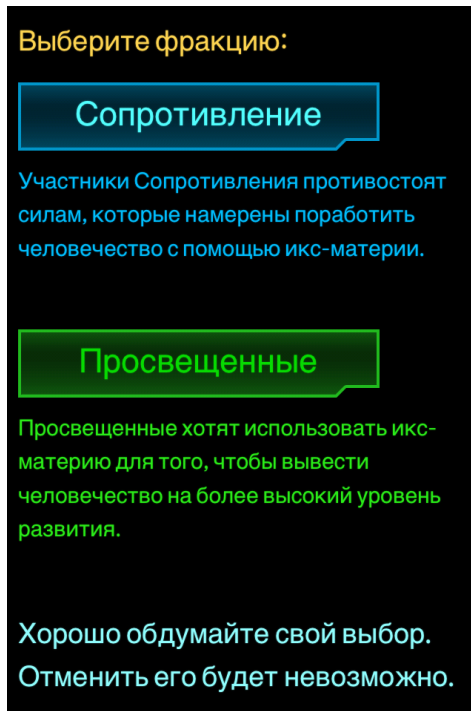 Выберите фракцию:
Сопротивление
Участники Сопротивления противостоят
силам, которые намерены поработить
человечество с помощью икс-материи.
Просвещенные
Просвещенные хотят использовать икс-
материю для того, чтобы вывести
человечество на более высокий уровень
развития.
Хорошо обдумайте свой выбор.
Отменить его будет невозможно.